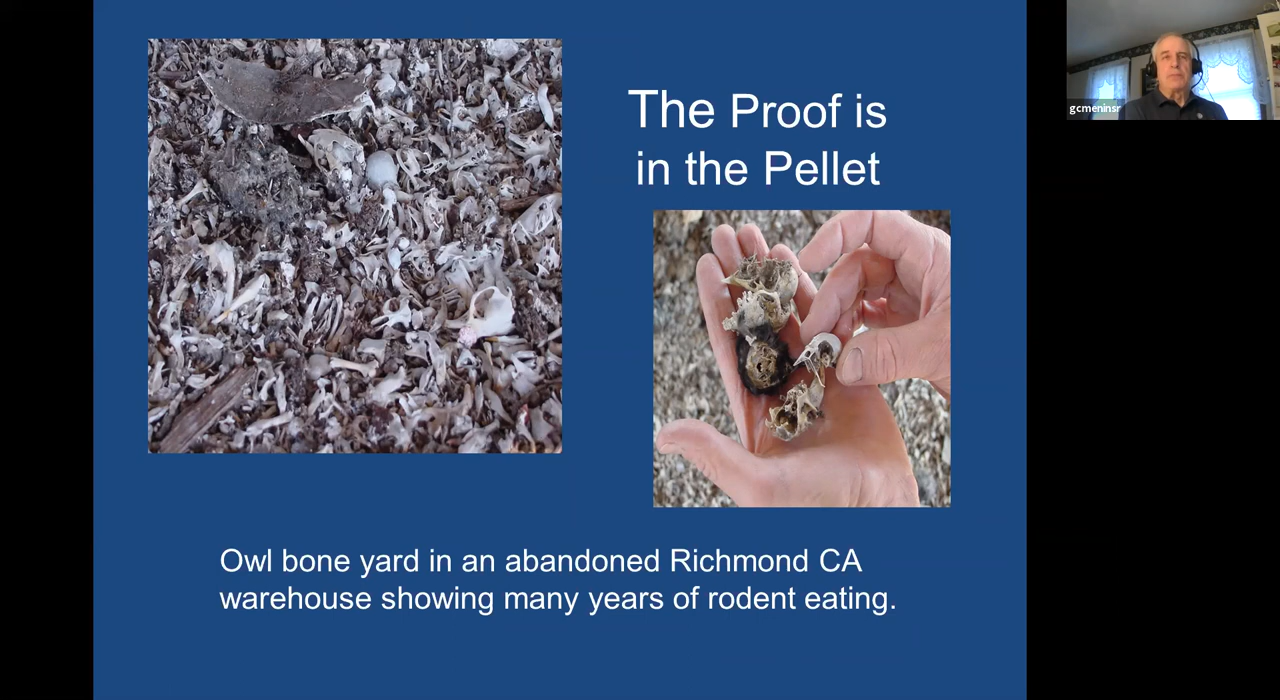 The Proof is
in the Pellet
Owl bone yard in an abandoned Richmond CA
warehouse showing many years of rodent eating.
gcmeninsr